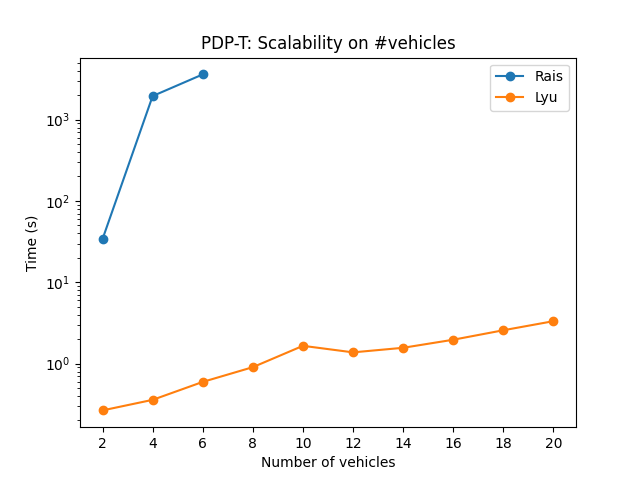 PDP-T: Scalability on #vehicles
Rais
Lyu
Time (s)
10³
10²
10¹
10⁰
2 4 6 8 10 12 14 16 18 20
Number of vehicles